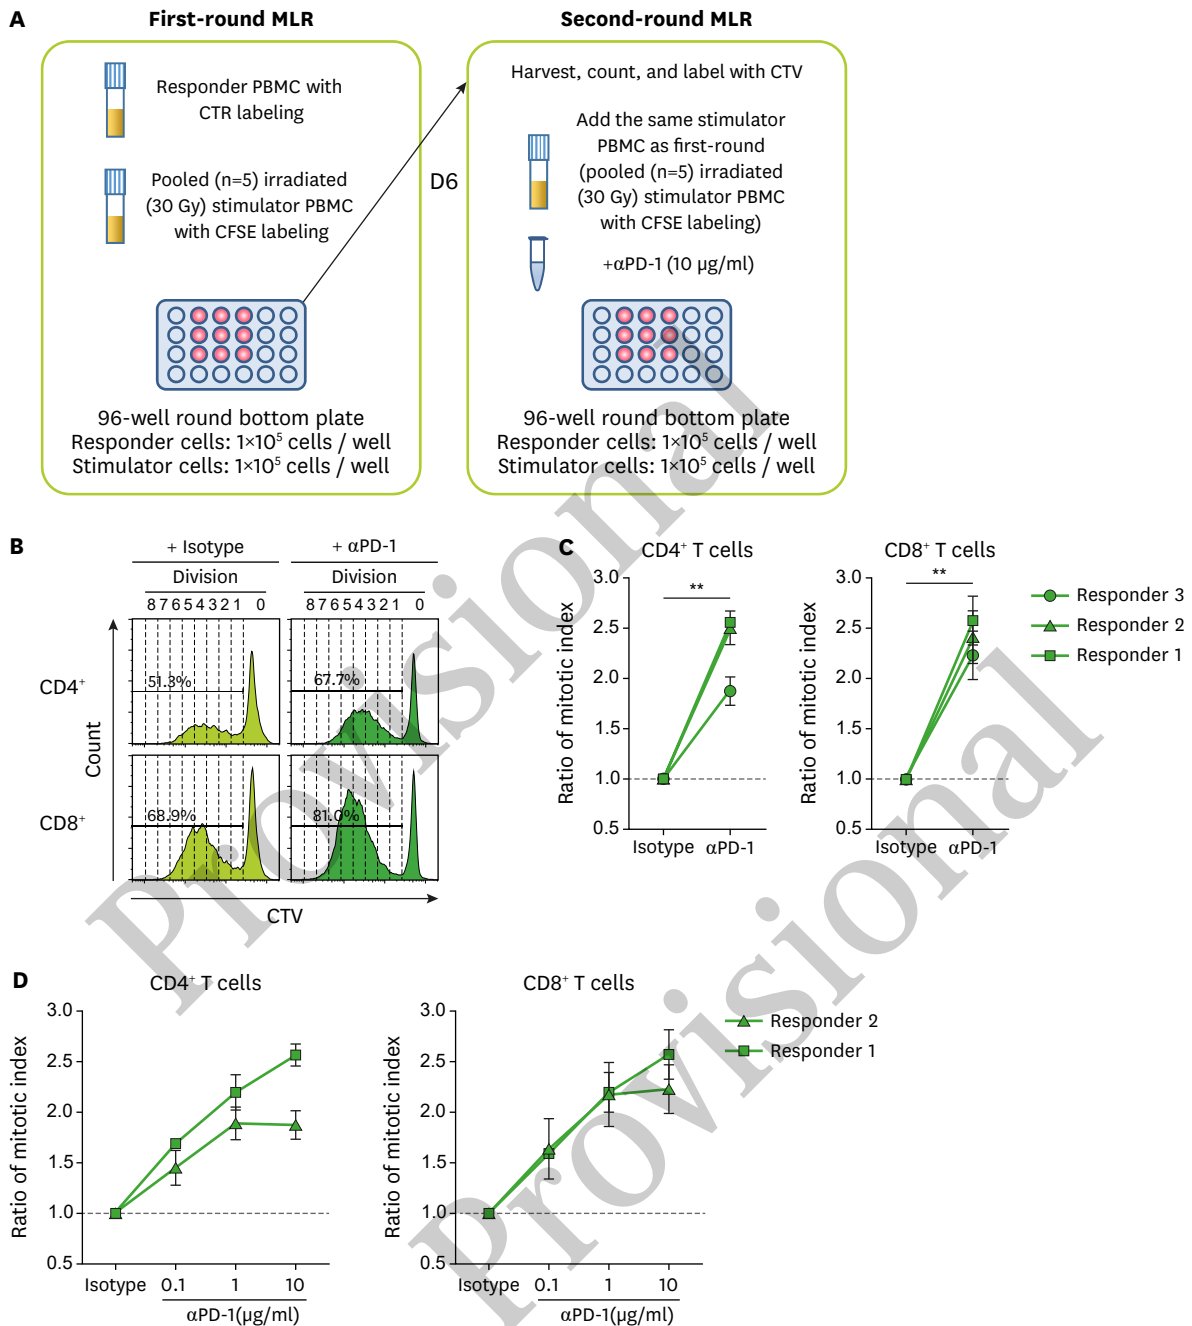 A
First-round MLR
Second-round MLR
Responder PBMC with
CTR labeling
Pooled (n=5) irradiated
(30 Gy) stimulator PBMC
with CFSE labeling
96-well round bottom plate
Responder cells: 1×10⁵ cells / well
Stimulator cells: 1×10⁵ cells / well
D6
Harvest, count, and label with CTV
Add the same stimulator
PBMC as first-round
(pooled (n=5) irradiated
(30 Gy) stimulator PBMC
with CFSE labeling)
+αPD-1 (10 µg/ml)
96-well round bottom plate
Responder cells: 1×10⁵ cells / well
Stimulator cells: 1×10⁵ cells / well
B
+ Isotype
+ αPD-1
Division
Division
8 7 6 5 4 3 2 1 0
8 7 6 5 4 3 2 1 0
CD4⁺
51.3%
67.7%
CD8⁺
68.9%
81.0%
Count
CTV
C
CD4⁺ T cells
Ratio of mitotic index
3.0
2.5
2.0
1.5
1.0
0.5
**
Isotype αPD-1
CD8⁺ T cells
Ratio of mitotic index
3.0
2.5
2.0
1.5
1.0
0.5
**
Isotype αPD-1
Responder 3
Responder 2
Responder 1
D
CD4⁺ T cells
Ratio of mitotic index
3.0
2.5
2.0
1.5
1.0
0.5
Isotype 0.1 1 10
αPD-1(µg/ml)
CD8⁺ T cells
Ratio of mitotic index
3.0
2.5
2.0
1.5
1.0
0.5
Isotype 0.1 1 10
αPD-1(µg/ml)
Responder 2
Responder 1
Provisional
Provisional